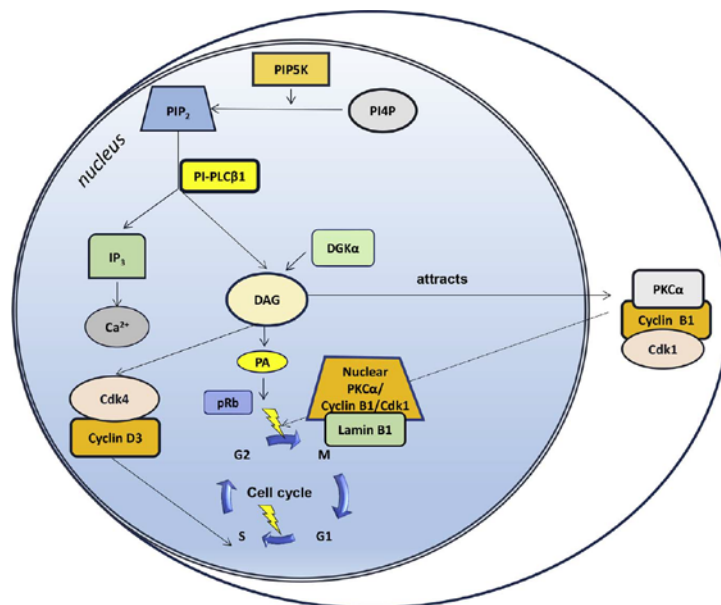 PIP5K
PIP₂
PI4P
nucleus
PI-PLCβ1
IP₃
DGKα
DAG
attracts
PKCα
Cyclin B1
Cdk1
Ca²⁺
PA
Nuclear
PKCα/
Cyclin B1/Cdk1
Lamin B1
Cdk4
Cyclin D3
pRb
G2
M
Cell cycle
S
G1